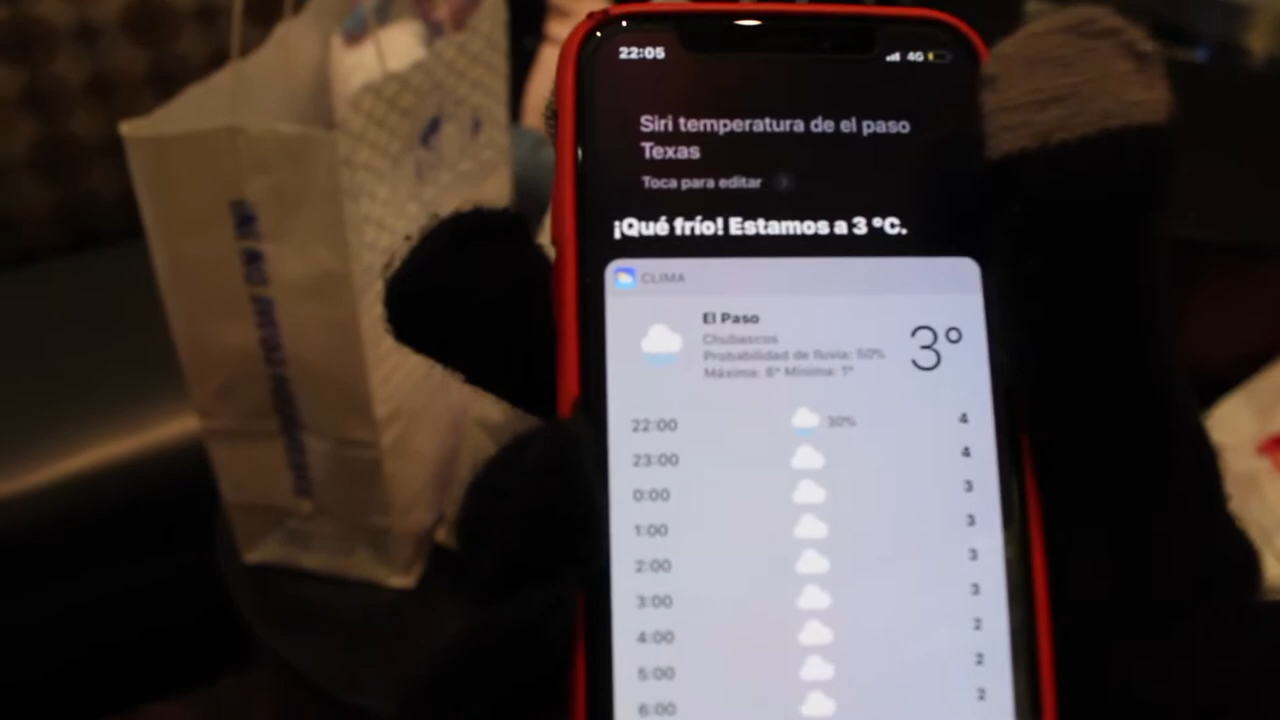 22:05
4G
Siri temperatura de el paso
Texas
Toca para editar
¡Qué frío! Estamos a 3 °C.
CLIMA
El Paso
Chubascos
Probabilidad de lluvia: 50%
Máxima: 8° Mínima: 1°
3°
22:00 30% 4
23:00 4
0:00 3
1:00 3
2:00 3
3:00 3
4:00 2
5:00 2
6:00 2